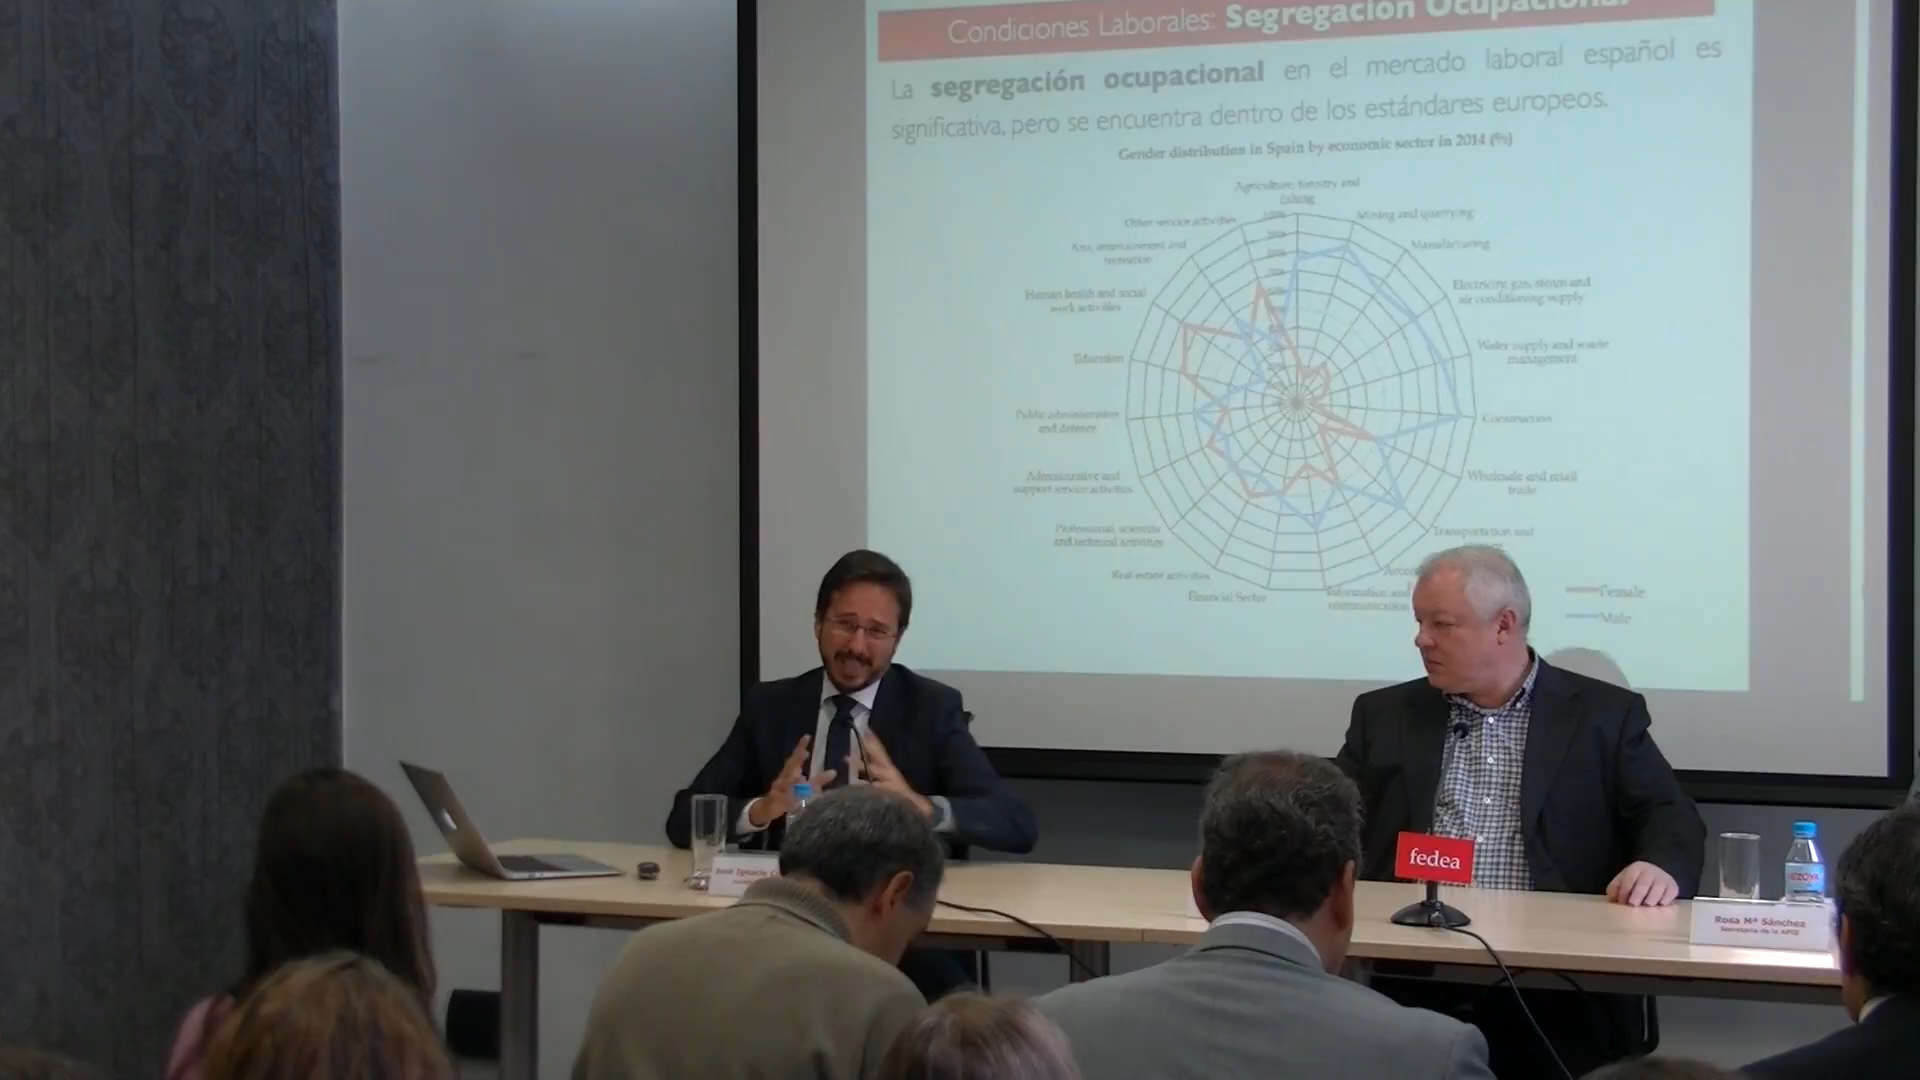 Condiciones Laborales: Segregación Ocupacional
La segregación ocupacional en el mercado laboral español es
significativa, pero se encuentra dentro de los estándares europeos.
Gender distribution in Spain by economic sector in 2014 (%)
Agriculture, forestry and
fishing
Other service activities
Mining and quarrying
Arts, entertainment and
recreation
Manufacturing
Human health and social
work activities
Electricity, gas, steam and
air conditioning supply
Education
Water supply and waste
management
Public administration
and defence
Construction
Administrative and
support service activities
Wholesale and retail
trade
Professional, scientific
and technical activities
Transportation and
Real estate activities
Financial Sector
Information and
communication
Female
Male
fedea
José Ignacio
Rosa Mª Sánchez
Secretaria de la APIE